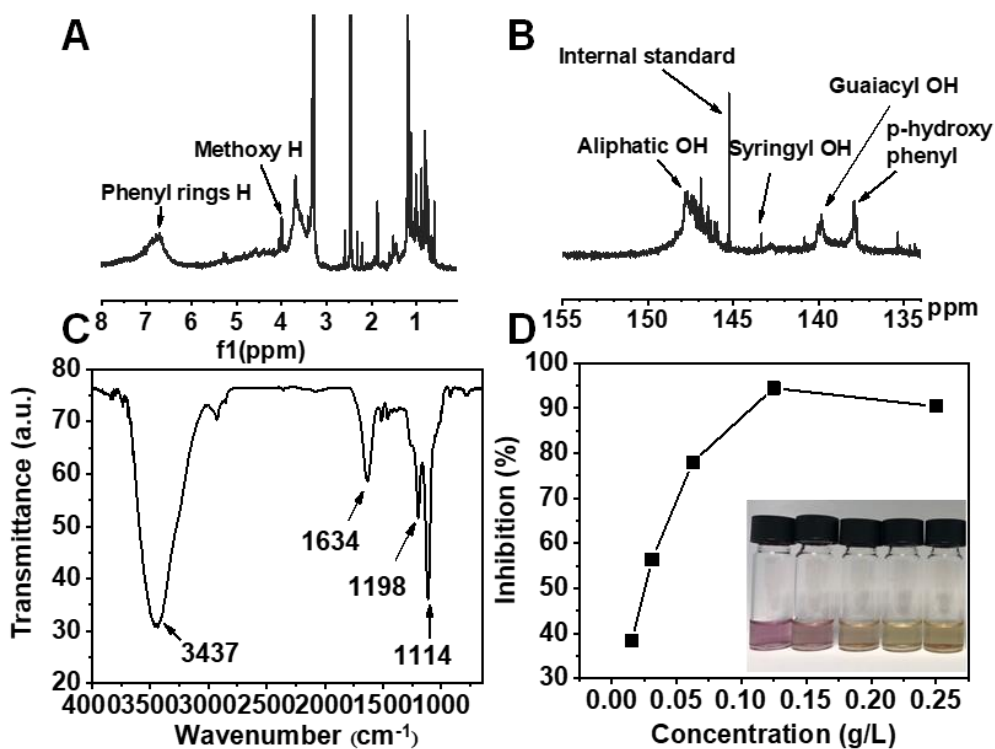 A
Methoxy H
Phenyl rings H
8 7 6 5 4 3 2 1
f1(ppm)
B
Internal standard
Guaiacyl OH
Aliphatic OH
Syringyl OH
p-hydroxy
phenyl
155 150 145 140 135 ppm
C
80
70
60
50
40
30
20
Transmittance (a.u.)
1634
1198
3437
1114
4000 3500 3000 2500 2000 1500 1000
Wavenumber (cm⁻¹)
D
100
90
80
70
60
50
40
30
Inhibition (%)
0.00 0.05 0.10 0.15 0.20 0.25
Concentration (g/L)